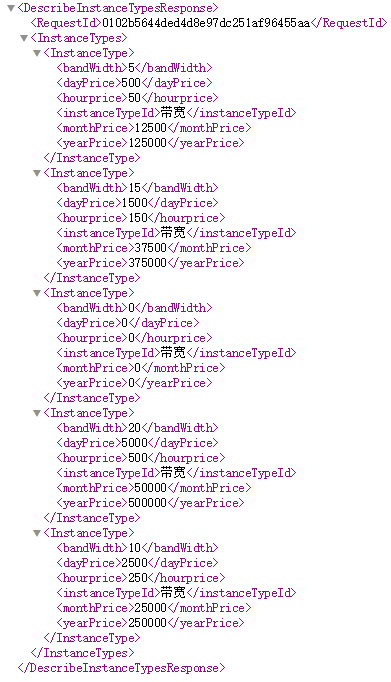 <DescribeInstanceTypesResponse>
<RequestId>0102b5644ded4d8e97dc251af96455aa</RequestId>
<InstanceTypes>
<InstanceType>
<bandWidth>5</bandWidth>
<dayPrice>500</dayPrice>
<hourprice>50</hourprice>
<instanceTypeId>带宽</instanceTypeId>
<monthPrice>12500</monthPrice>
<yearPrice>125000</yearPrice>
</InstanceType>
<InstanceType>
<bandWidth>15</bandWidth>
<dayPrice>1500</dayPrice>
<hourprice>150</hourprice>
<instanceTypeId>带宽</instanceTypeId>
<monthPrice>37500</monthPrice>
<yearPrice>375000</yearPrice>
</InstanceType>
<InstanceType>
<bandWidth>0</bandWidth>
<dayPrice>0</dayPrice>
<hourprice>0</hourprice>
<instanceTypeId>带宽</instanceTypeId>
<monthPrice>0</monthPrice>
<yearPrice>0</yearPrice>
</InstanceType>
<InstanceType>
<bandWidth>20</bandWidth>
<dayPrice>5000</dayPrice>
<hourprice>500</hourprice>
<instanceTypeId>带宽</instanceTypeId>
<monthPrice>50000</monthPrice>
<yearPrice>500000</yearPrice>
</InstanceType>
<InstanceType>
<bandWidth>10</bandWidth>
<dayPrice>2500</dayPrice>
<hourprice>250</hourprice>
<instanceTypeId>带宽</instanceTypeId>
<monthPrice>25000</monthPrice>
<yearPrice>250000</yearPrice>
</InstanceType>
</InstanceTypes>
</DescribeInstanceTypesResponse>